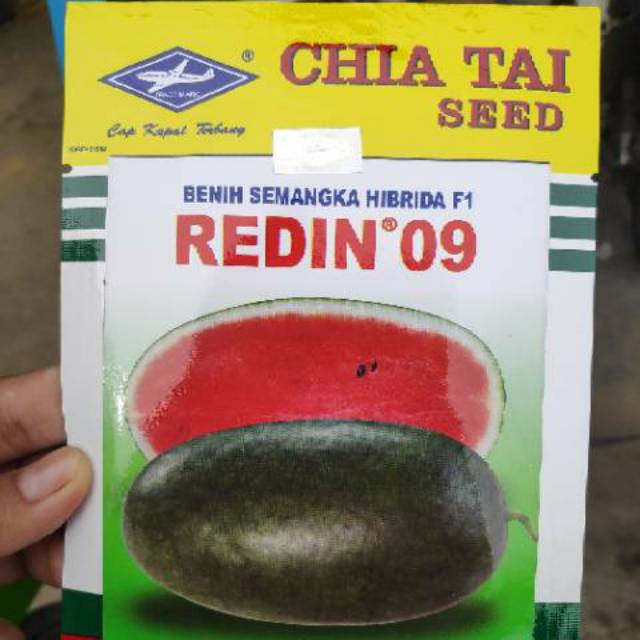 CHIA TAI
SEED
®
Cap Kapal Terbang
BENIH SEMANGKA HIBRIDA F1
REDIN® 09